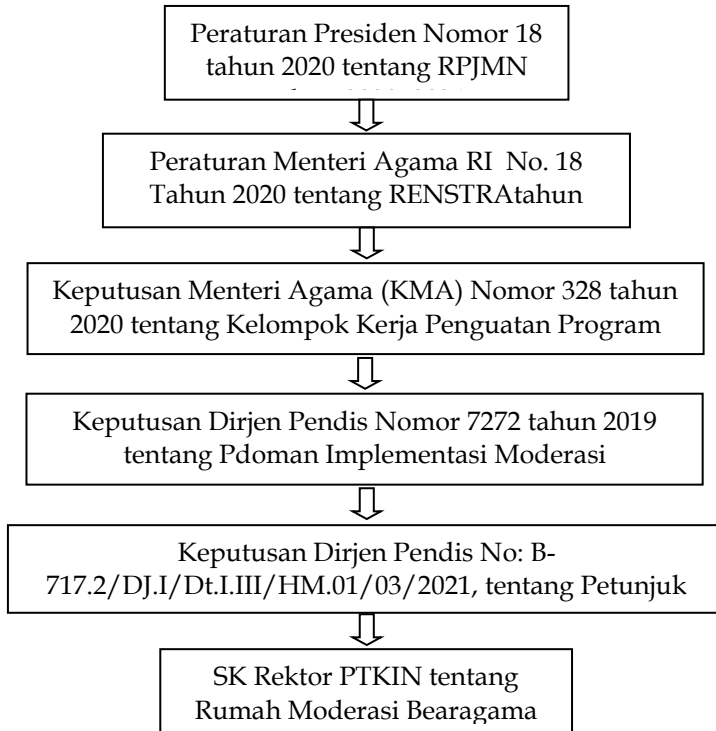 Peraturan Presiden Nomor 18
tahun 2020 tentang RPJMN
Peraturan Menteri Agama RI No. 18
Tahun 2020 tentang RENSTRAtahun
Keputusan Menteri Agama (KMA) Nomor 328 tahun
2020 tentang Kelompok Kerja Penguatan Program
Keputusan Dirjen Pendis Nomor 7272 tahun 2019
tentang Pdoman Implementasi Moderasi
Keputusan Dirjen Pendis No: B-
717.2/DJ.I/Dt.I.III/HM.01/03/2021, tentang Petunjuk
SK Rektor PTKIN tentang
Rumah Moderasi Bearagama